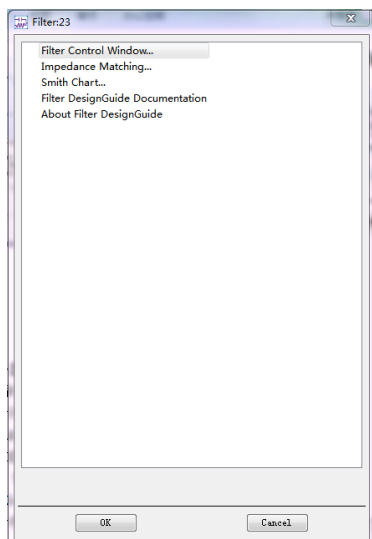 Filter:23
Filter Control Window...
Impedance Matching...
Smith Chart...
Filter DesignGuide Documentation
About Filter DesignGuide
OK
Cancel